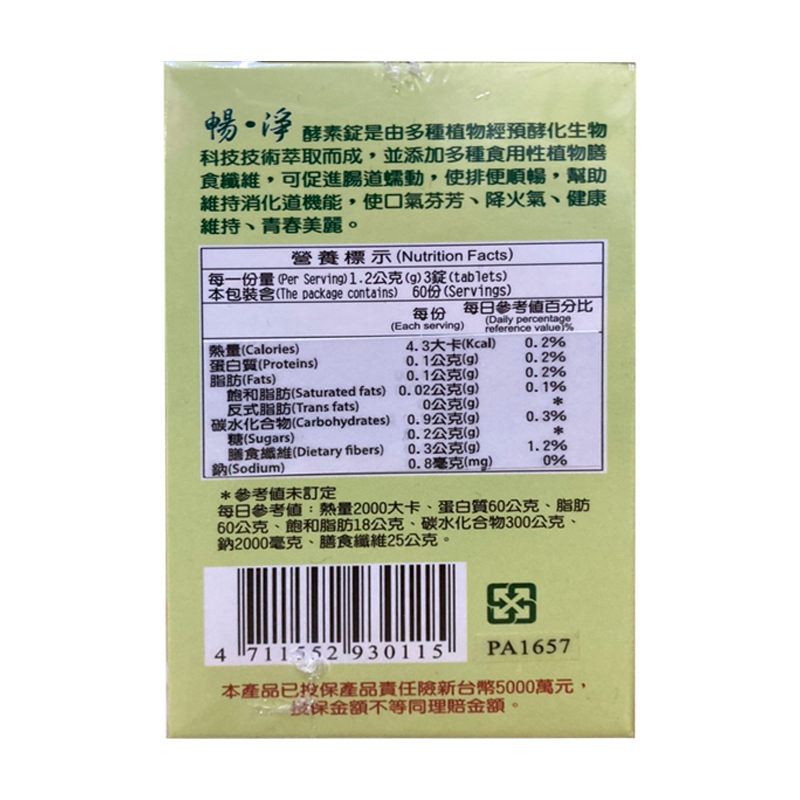 暢・淨 酵素錠是由多種植物經預酵化生物
科技技術萃取而成，並添加多種食用性植物膳
食纖維，可促進腸道蠕動，使排便順暢，幫助
維持消化道機能，使口氣芬芳、降火氣、健康
維持、青春美麗。
營養標示(Nutrition Facts)
每一份量(Per Serving)1.2公克(g)3錠(tablets)
本包裝含(The package contains) 60份(Servings)
每份 每日參考值百分比
(Each serving) (Daily percentage
reference value)%
熱量(Calories) 4.3大卡(Kcal) 0.2%
蛋白質(Proteins) 0.1公克(g) 0.2%
脂肪(Fats) 0.1公克(g) 0.2%
飽和脂肪(Saturated fats) 0.02公克(g) 0.1%
反式脂肪(Trans fats) 0公克(g) *
碳水化合物(Carbohydrates) 0.9公克(g) 0.3%
糖(Sugars) 0.2公克(g) *
膳食纖維(Dietary fibers) 0.3公克(g) 1.2%
鈉(Sodium) 0.8毫克(mg) 0%
*參考值未訂定
每日參考值：熱量2000大卡、蛋白質60公克、脂肪
60公克、飽和脂肪18公克、碳水化合物300公克、
鈉2000毫克、膳食纖維25公克。
4 711552 930115
PA1657
本產品已投保產品責任險新台幣5000萬元，
投保金額不等同理賠金額。